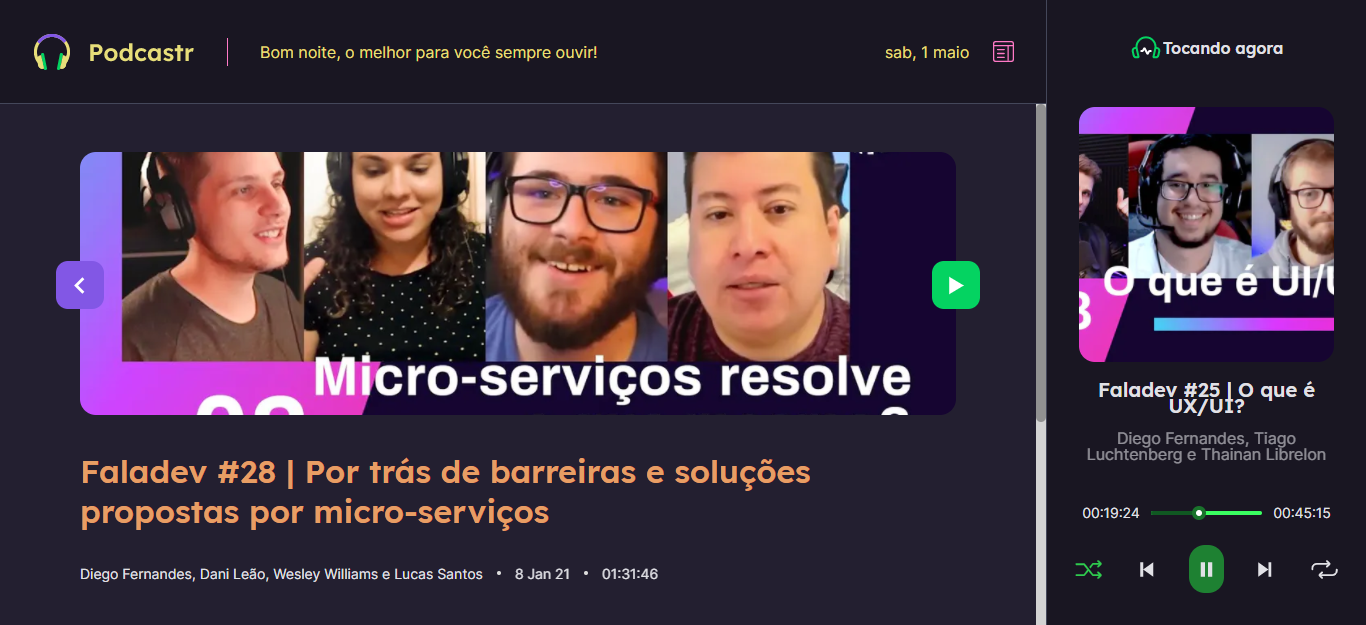 Podcastr
Bom noite, o melhor para você sempre ouvir!
sab, 1 maio
Micro-serviços resolve
Faladev #28 | Por trás de barreiras e soluções
propostas por micro-serviços
Diego Fernandes, Dani Leão, Wesley Williams e Lucas Santos • 8 Jan 21 • 01:31:46
Tocando agora
O que é UI/U
Faladev #25 | O que é
UX/UI?
Diego Fernandes, Tiago
Luchtenberg e Thainan Librelon
00:19:24
00:45:15